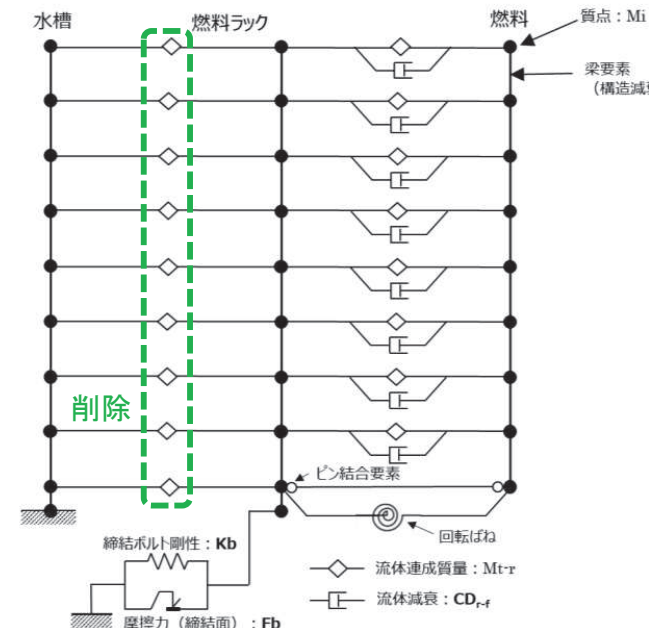 水槽
燃料ラック
燃料
質点：Mi
梁要素
（構造減衰
削除
ピン結合要素
回転ばね
締結ボルト剛性：Kb
流体連成質量：Mt-r
流体減衰：CDr-f
摩擦力（締結面）：Fb